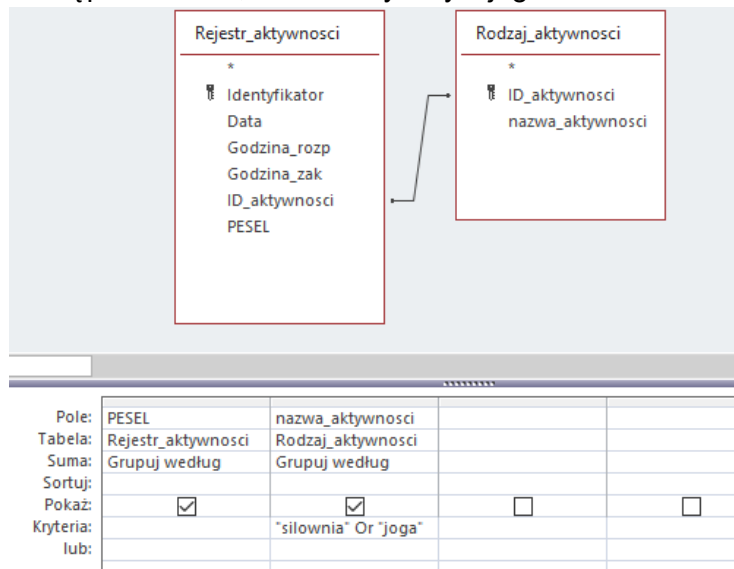 Rejestr_aktywnosci
*
Identyfikator
Data
Godzina_rozp
Godzina_zak
ID_aktywnosci
PESEL
Rodzaj_aktywnosci
*
ID_aktywnosci
nazwa_aktywnosci
Pole: PESEL nazwa_aktywnosci
Tabela: Rejestr_aktywnosci Rodzaj_aktywnosci
Suma: Grupuj według Grupuj według
Sortuj:
Pokaż:
Kryteria: "silownia" Or "joga"
lub: